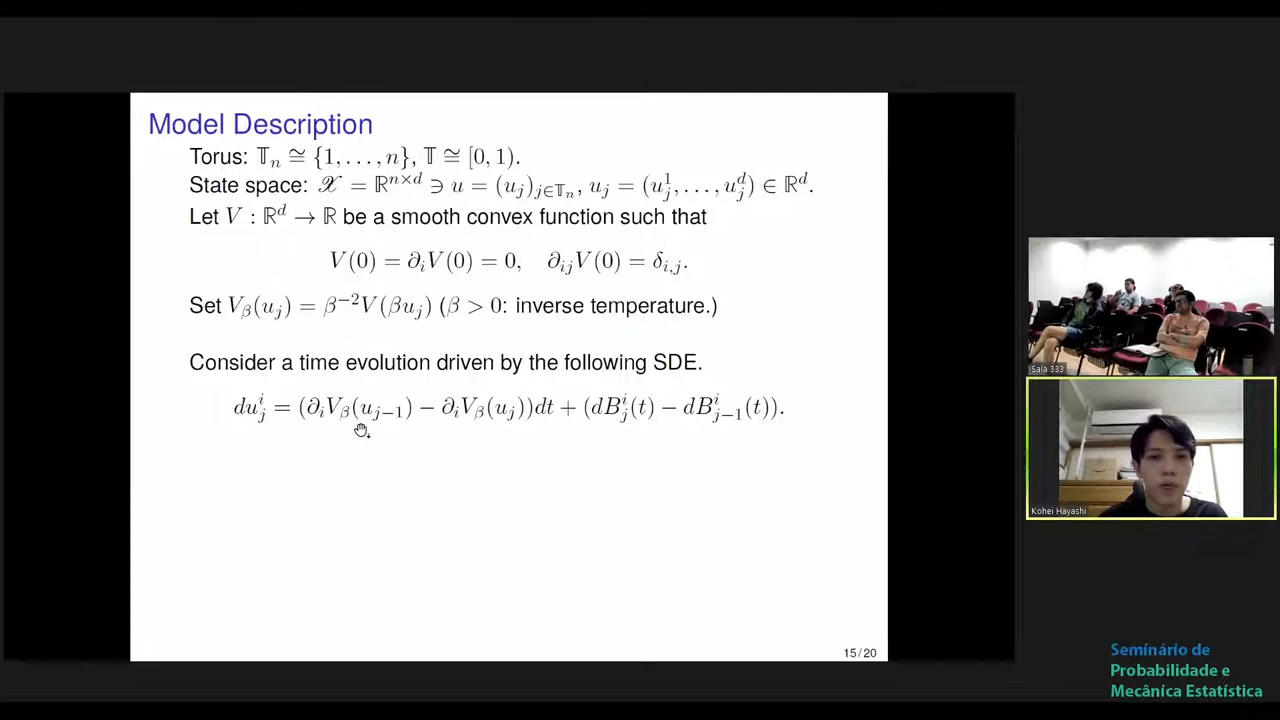 Model Description
Torus: 𝕋ₙ ≅ {1, …, n}, 𝕋 ≅ [0, 1).
State space: 𝒳 = ℝ^{n×d} ∋ u = (u_j)_{j∈𝕋ₙ}, u_j = (u_j^1, …, u_j^d) ∈ ℝ^d.
Let V : ℝ^d → ℝ be a smooth convex function such that
V(0) = ∂_i V(0) = 0, ∂_{ij} V(0) = δ_{i,j}.
Set V_β(u_j) = β^{−2} V(βu_j) (β > 0: inverse temperature.)
Consider a time evolution driven by the following SDE.
du_j^i = (∂_i V_β(u_{j−1}) − ∂_i V_β(u_j))dt + (dB_j^i(t) − dB_{j−1}^i(t)).
15/20
Sala 333
Kohei Hayashi
Seminário de
Probabilidade e
Mecânica Estatística